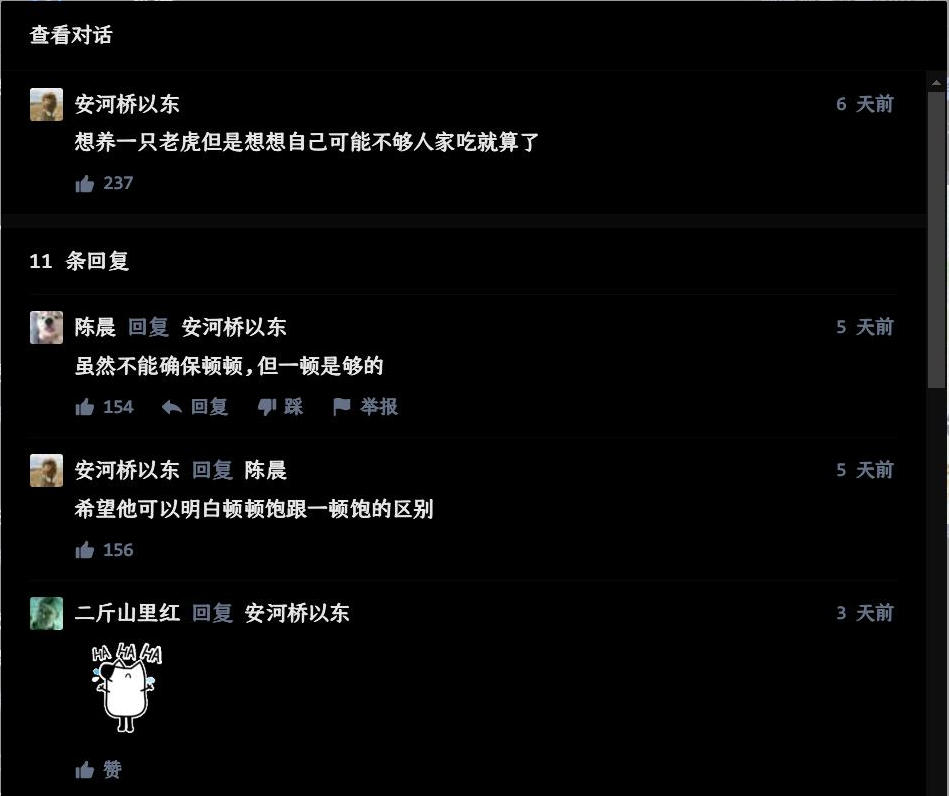 查看对话
安河桥以东 6 天前
想养一只老虎但是想想自己可能不够人家吃就算了
237
11 条回复
陈晨 回复 安河桥以东 5 天前
虽然不能确保顿顿,但一顿是够的
154 回复 踩 举报
安河桥以东 回复 陈晨 5 天前
希望他可以明白顿顿饱跟一顿饱的区别
156
二斤山里红 回复 安河桥以东 3 天前
HA HA HA
赞